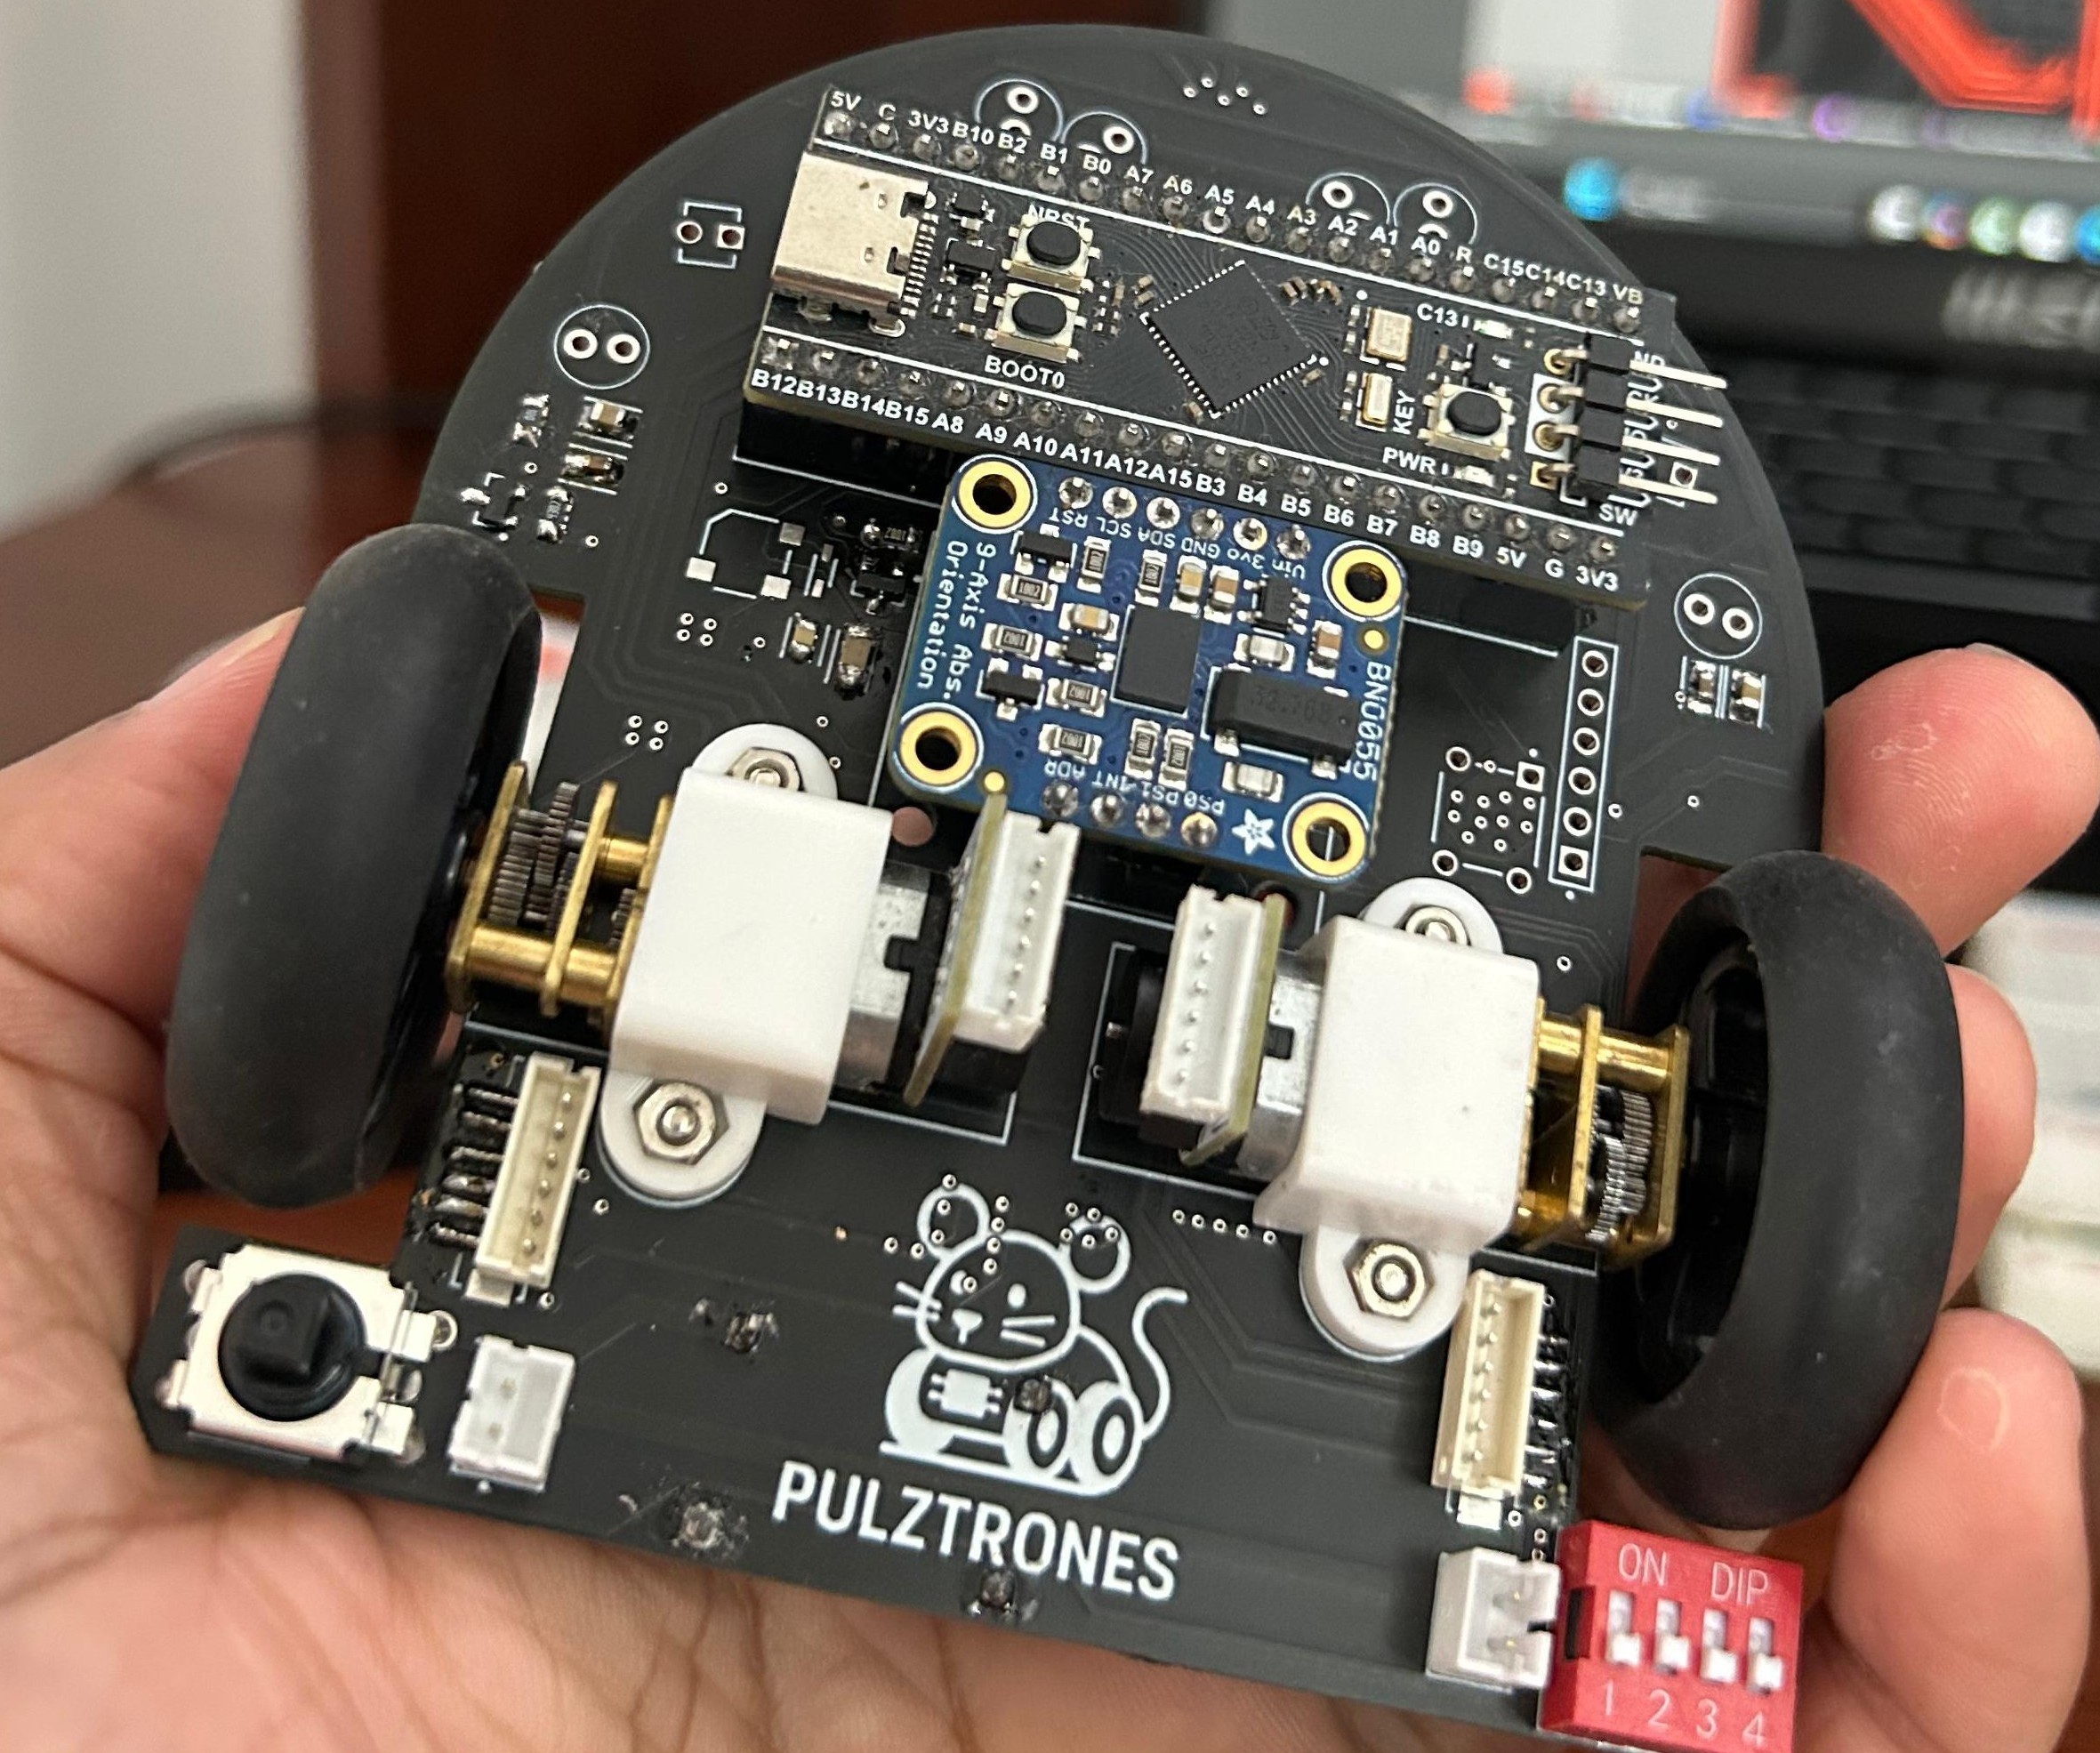 5V G 3V3 B10 B2 B1 B0 A7 A6 A5 A4 A3 A2 A1 A0 R C15 C14 C13 VB
NRST
C13
BOOT0
KEY
PWR
B12 B13 B14 B15 A8 A9 A10 A11 A12 A15 B3 B4 B5 B6 B7 B8 B9 5V G 3V3
SW
RST SCL SDA GND 3vo Vin
9-Axis Abs.
Orientation
BNO055
ADR INT PS1 PS0
PULZTRONES
ON DIP
1 2 3 4